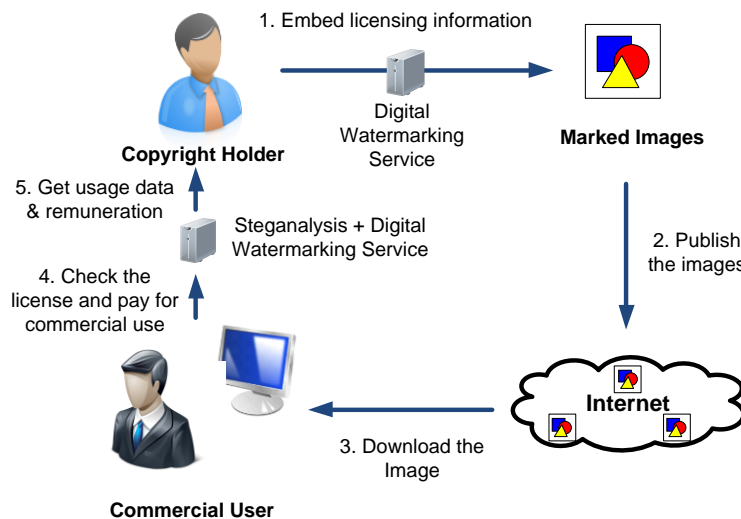 1. Embed licensing information
Digital
Watermarking
Service
Copyright Holder
Marked Images
5. Get usage data
& remuneration
Steganalysis + Digital
Watermarking Service
2. Publish
the images
4. Check the
license and pay for
commercial use
Internet
3. Download the
Image
Commercial User